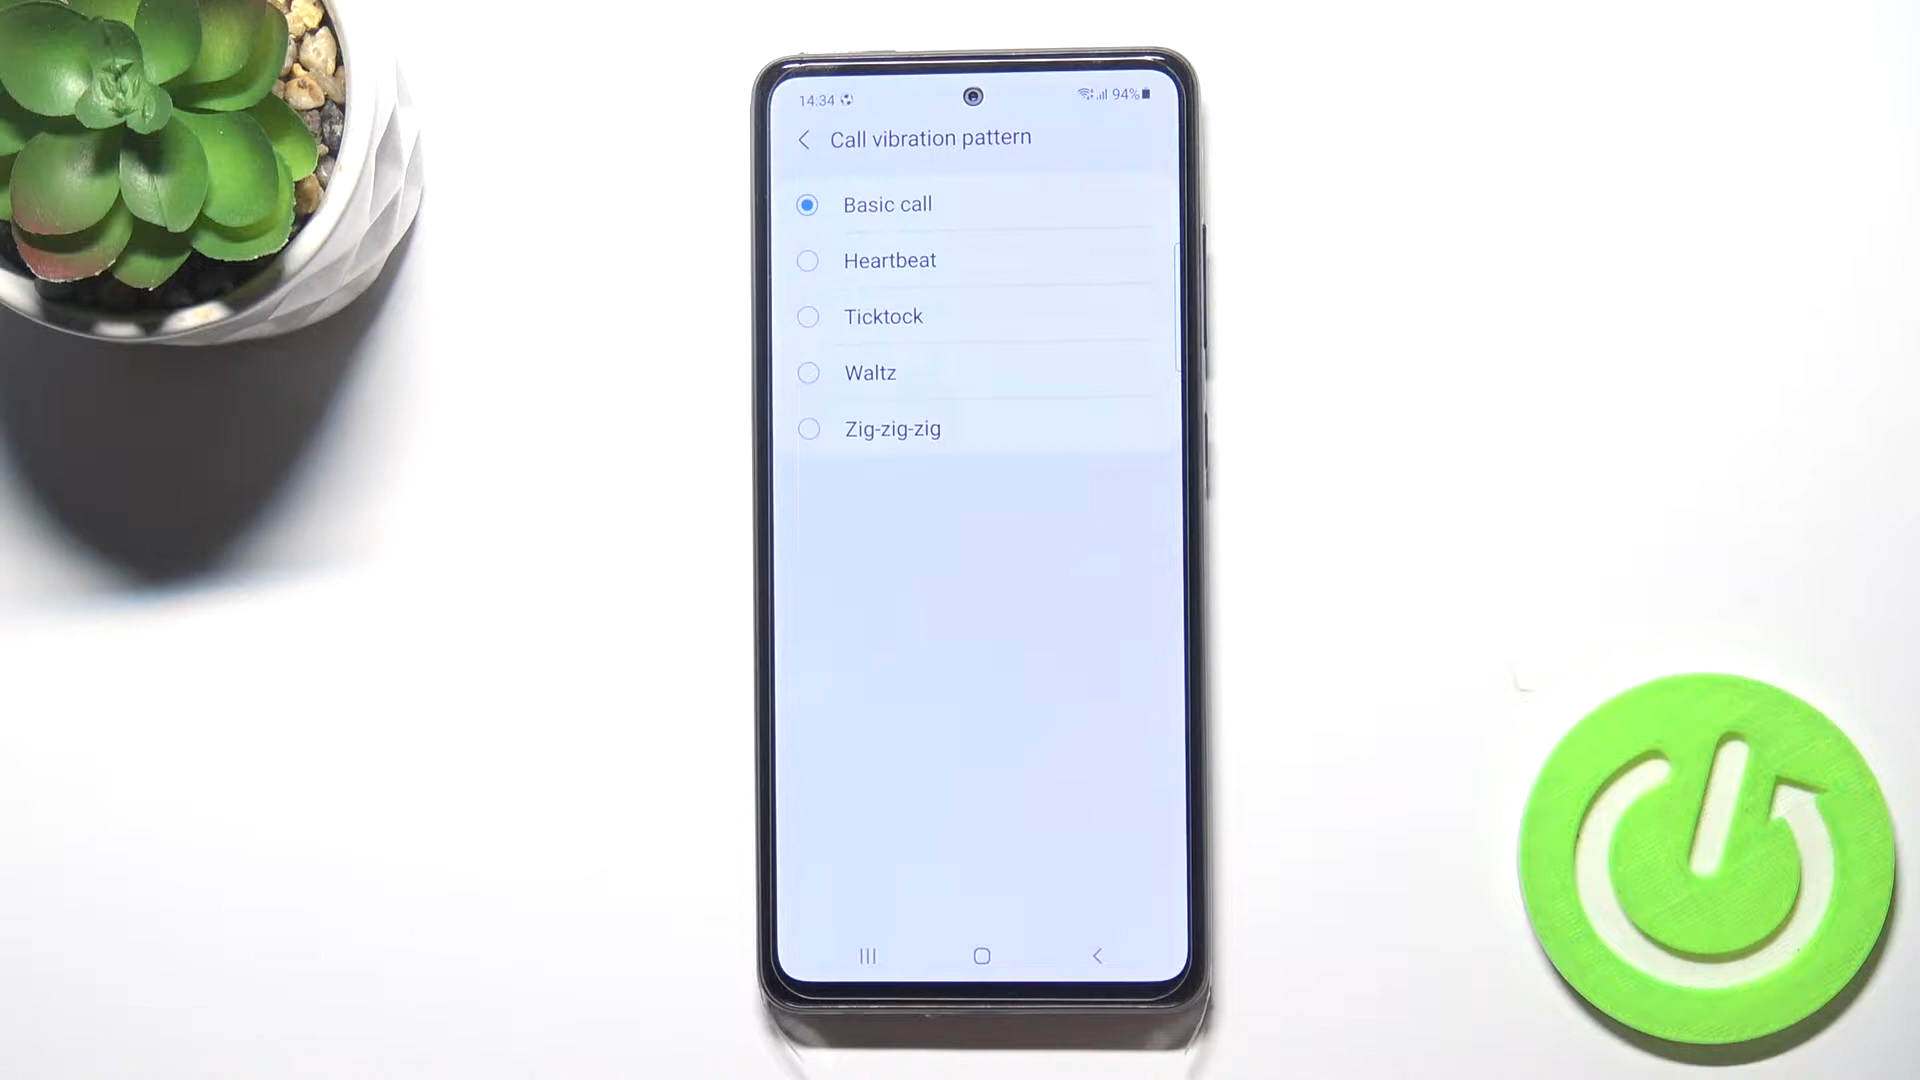 14:34
94%
Call vibration pattern
Basic call
Heartbeat
Ticktock
Waltz
Zig-zig-zig